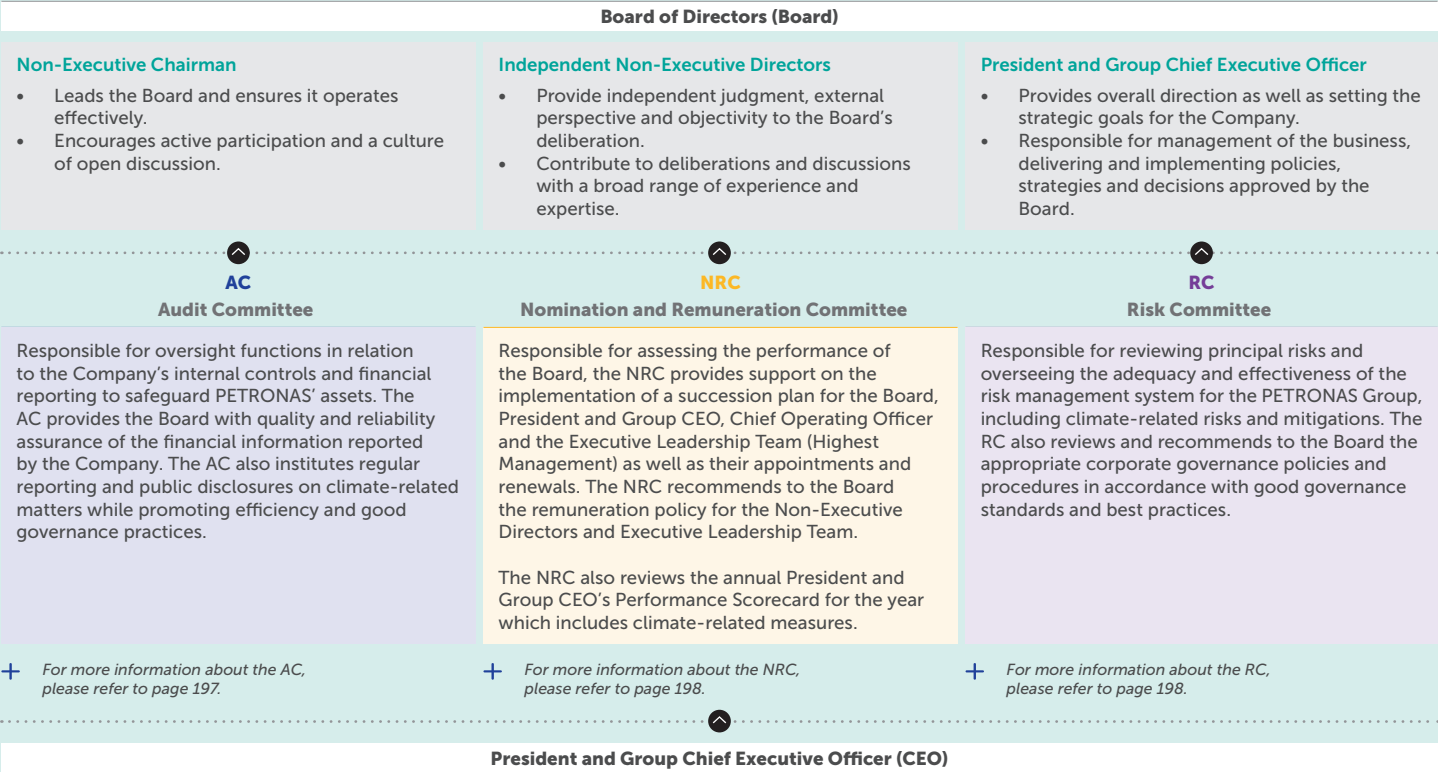 Board of Directors (Board)
Non-Executive Chairman
• Leads the Board and ensures it operates
effectively.
• Encourages active participation and a culture
of open discussion.
Independent Non-Executive Directors
• Provide independent judgment, external
perspective and objectivity to the Board's
deliberation.
• Contribute to deliberations and discussions
with a broad range of experience and
expertise.
President and Group Chief Executive Officer
• Provides overall direction as well as setting the
strategic goals for the Company.
• Responsible for management of the business,
delivering and implementing policies,
strategies and decisions approved by the
Board.
AC
Audit Committee
Responsible for oversight functions in relation
to the Company's internal controls and financial
reporting to safeguard PETRONAS' assets. The
AC provides the Board with quality and reliability
assurance of the financial information reported
by the Company. The AC also institutes regular
reporting and public disclosures on climate-related
matters while promoting efficiency and good
governance practices.
+ For more information about the AC,
please refer to page 197.
NRC
Nomination and Remuneration Committee
Responsible for assessing the performance of
the Board, the NRC provides support on the
implementation of a succession plan for the Board,
President and Group CEO, Chief Operating Officer
and the Executive Leadership Team (Highest
Management) as well as their appointments and
renewals. The NRC recommends to the Board
the remuneration policy for the Non-Executive
Directors and Executive Leadership Team.
The NRC also reviews the annual President and
Group CEO's Performance Scorecard for the year
which includes climate-related measures.
+ For more information about the NRC,
please refer to page 198.
RC
Risk Committee
Responsible for reviewing principal risks and
overseeing the adequacy and effectiveness of the
risk management system for the PETRONAS Group,
including climate-related risks and mitigations. The
RC also reviews and recommends to the Board the
appropriate corporate governance policies and
procedures in accordance with good governance
standards and best practices.
+ For more information about the RC,
please refer to page 198.
President and Group Chief Executive Officer (CEO)